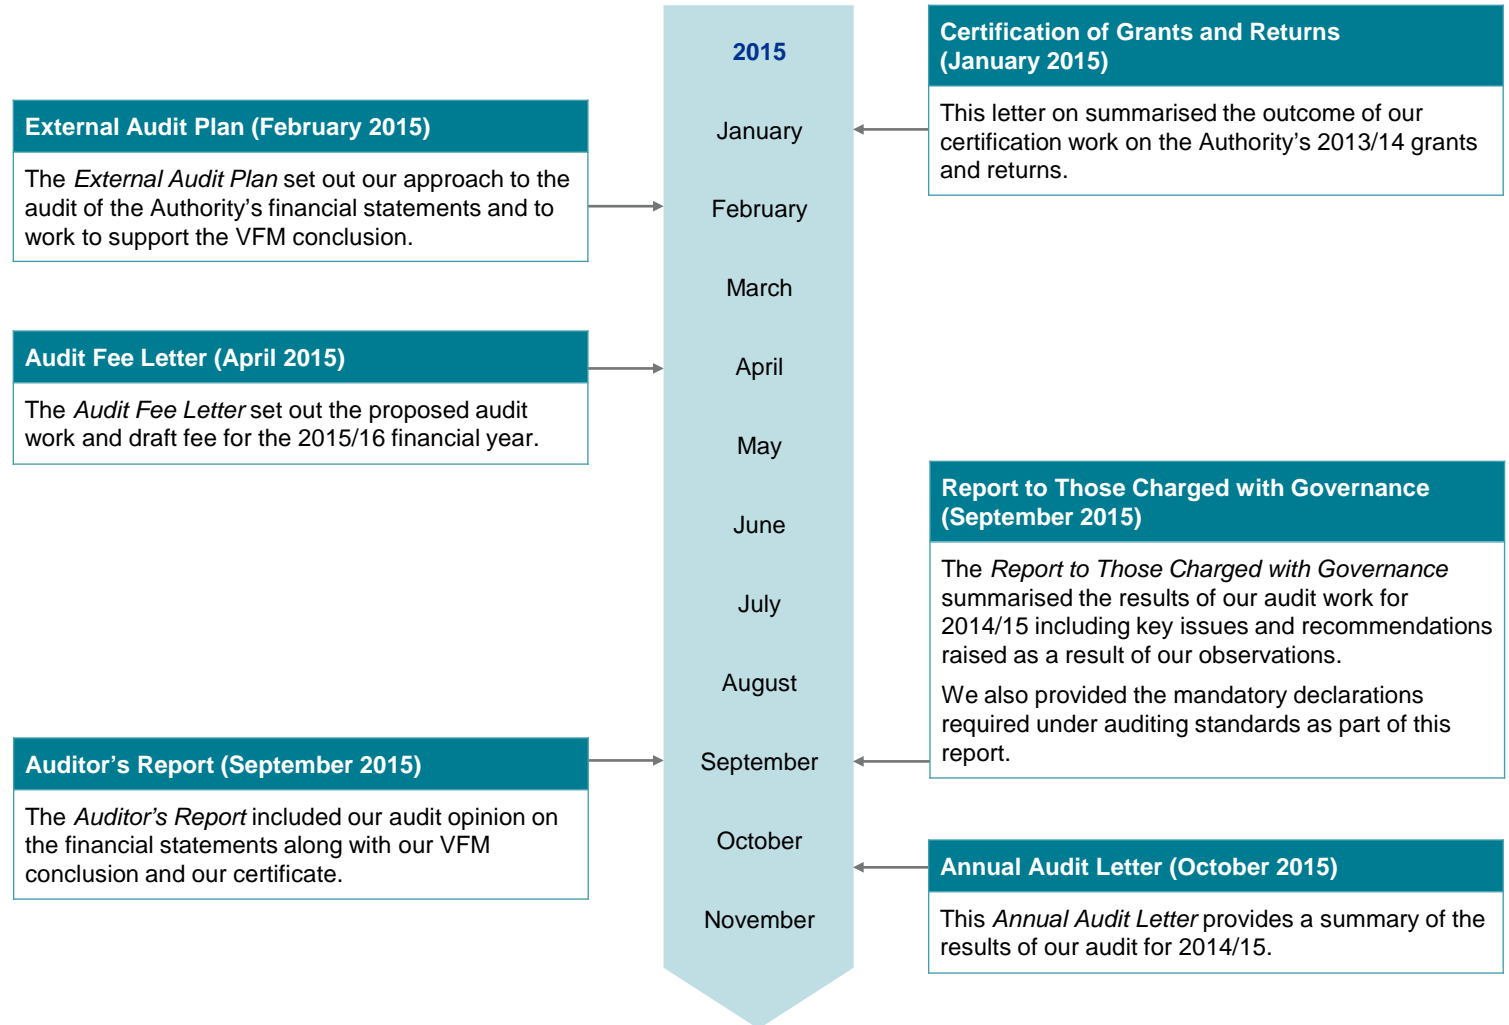 2015
January
February
March
April
May
June
July
August
September
October
November
External Audit Plan (February 2015)
The External Audit Plan set out our approach to the
audit of the Authority’s financial statements and to
work to support the VFM conclusion.
Audit Fee Letter (April 2015)
The Audit Fee Letter set out the proposed audit
work and draft fee for the 2015/16 financial year.
Auditor’s Report (September 2015)
The Auditor’s Report included our audit opinion on
the financial statements along with our VFM
conclusion and our certificate.
Certification of Grants and Returns
(January 2015)
This letter on summarised the outcome of our
certification work on the Authority’s 2013/14 grants
and returns.
Report to Those Charged with Governance
(September 2015)
The Report to Those Charged with Governance
summarised the results of our audit work for
2014/15 including key issues and recommendations
raised as a result of our observations.
We also provided the mandatory declarations
required under auditing standards as part of this
report.
Annual Audit Letter (October 2015)
This Annual Audit Letter provides a summary of the
results of our audit for 2014/15.